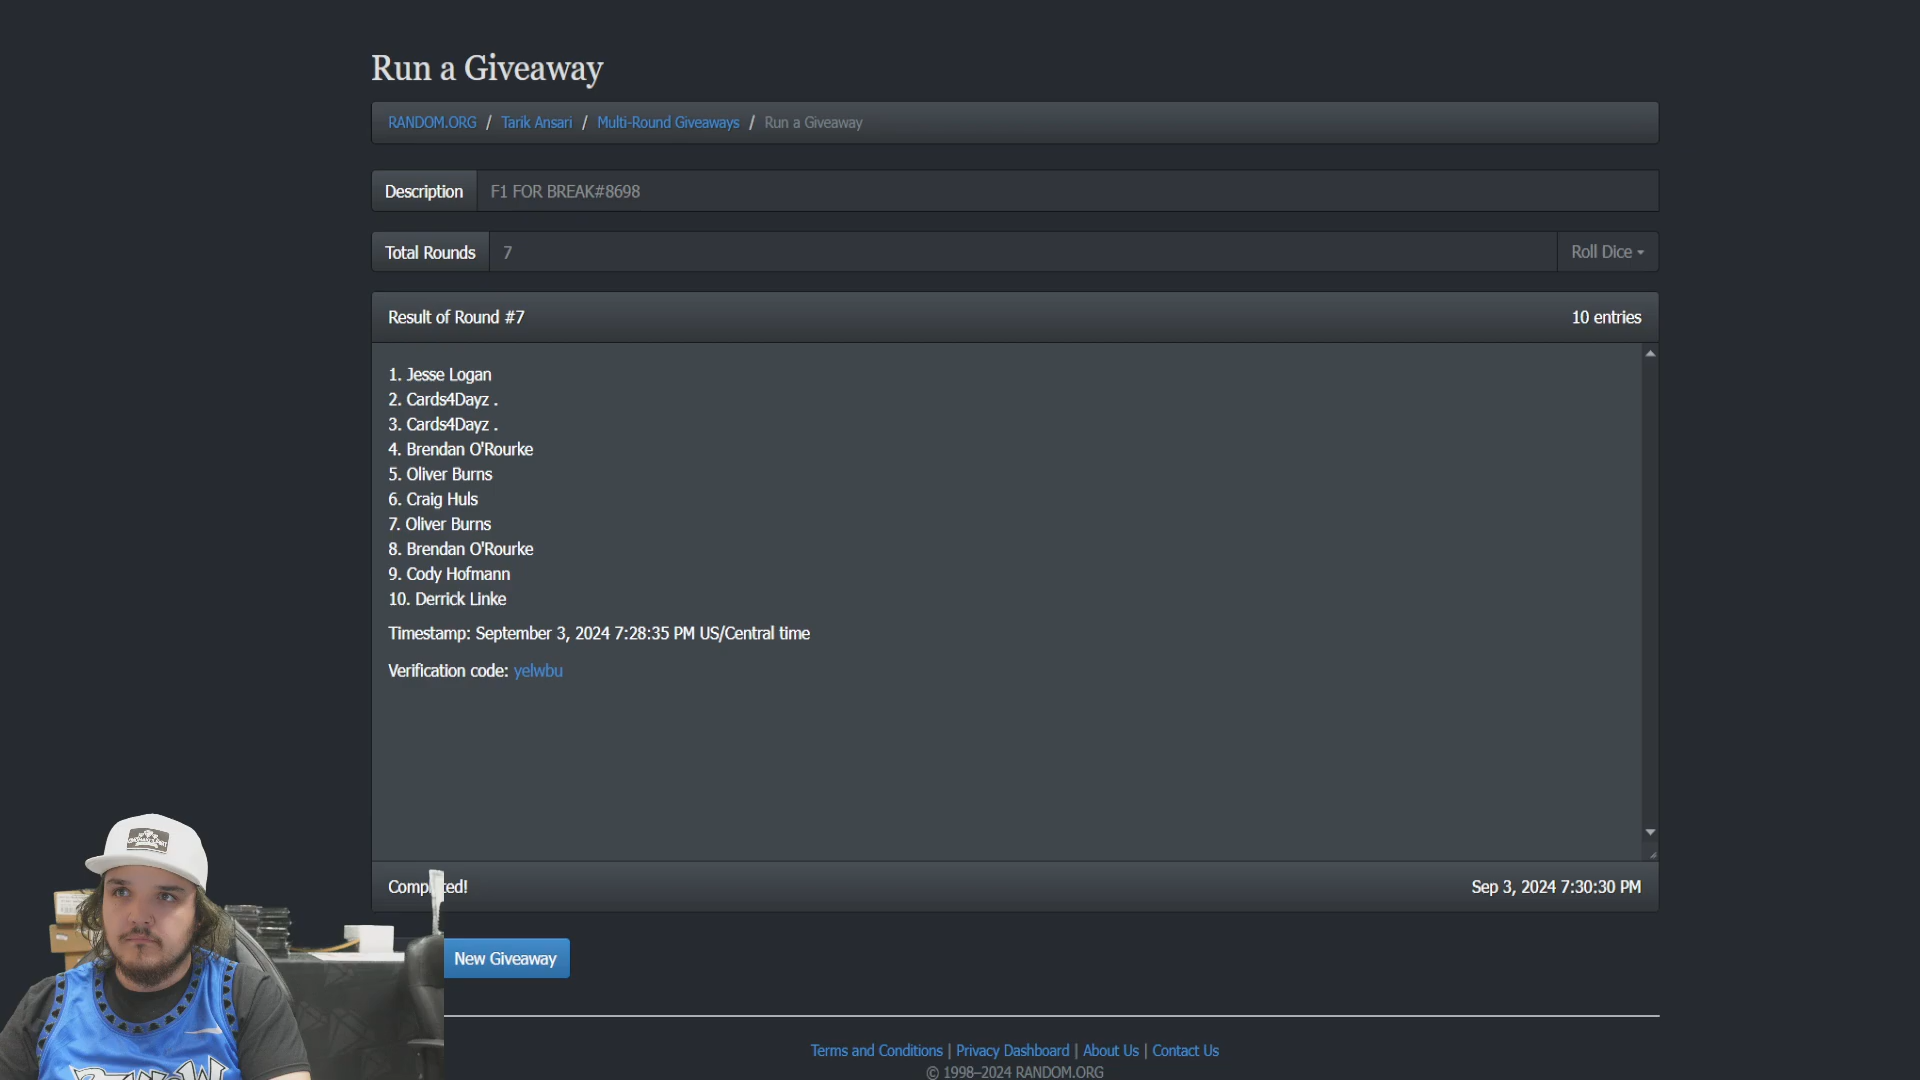 Run a Giveaway
RANDOM.ORG / Tarik Ansari / Multi-Round Giveaways / Run a Giveaway
Description F1 FOR BREAK#8698
Total Rounds 7 Roll Dice
Result of Round #7 10 entries
1. Jesse Logan
2. Cards4Dayz .
3. Cards4Dayz .
4. Brendan O'Rourke
5. Oliver Burns
6. Craig Huls
7. Oliver Burns
8. Brendan O'Rourke
9. Cody Hofmann
10. Derrick Linke
Timestamp: September 3, 2024 7:28:35 PM US/Central time
Verification code: yelwbu
Completed! Sep 3, 2024 7:30:30 PM
New Giveaway
Terms and Conditions | Privacy Dashboard | About Us | Contact Us
© 1998–2024 RANDOM.ORG